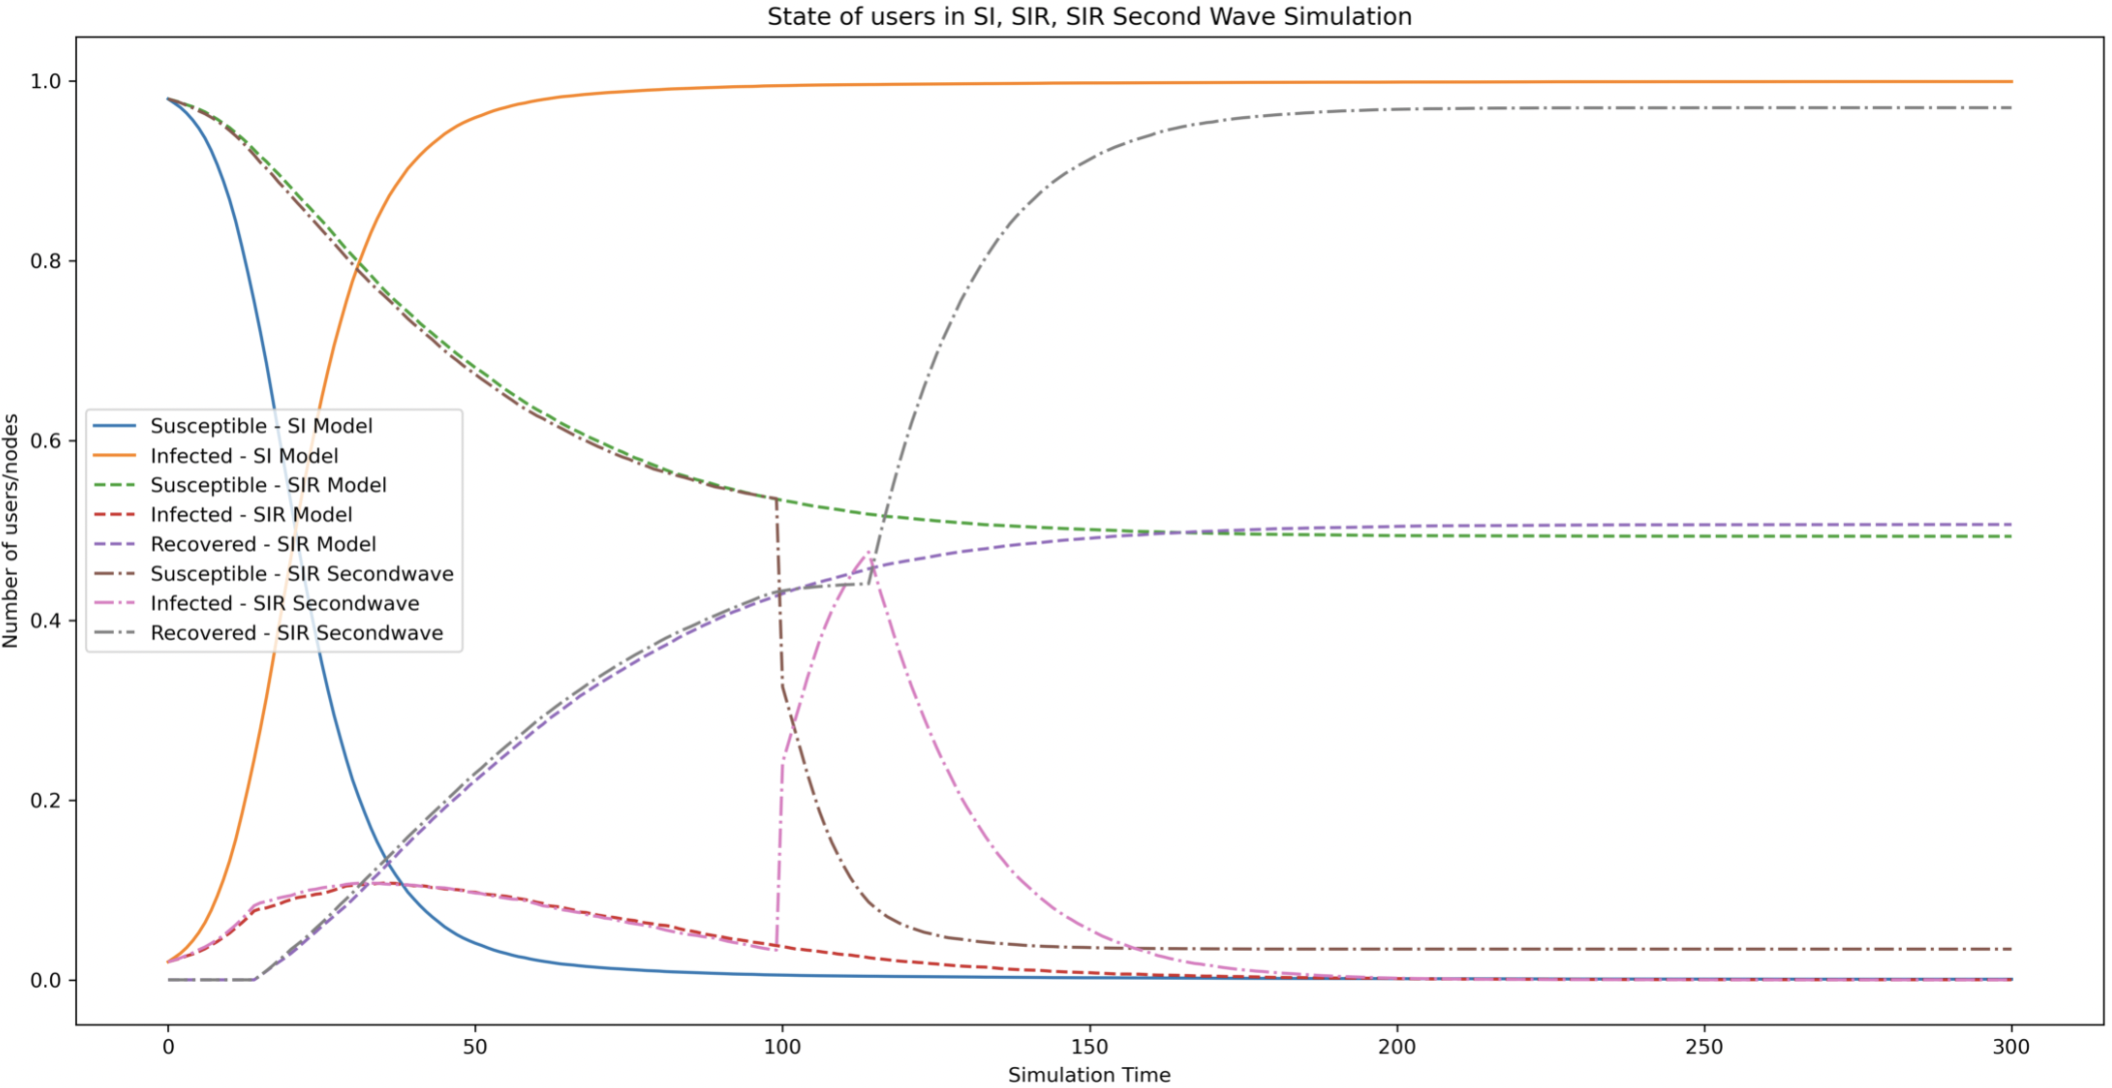 State of users in SI, SIR, SIR Second Wave Simulation
Number of users/nodes
1.0
0.8
0.6
0.4
0.2
0.0
Susceptible - SI Model
Infected - SI Model
Susceptible - SIR Model
Infected - SIR Model
Recovered - SIR Model
Susceptible - SIR Secondwave
Infected - SIR Secondwave
Recovered - SIR Secondwave
0 50 100 150 200 250 300
Simulation Time